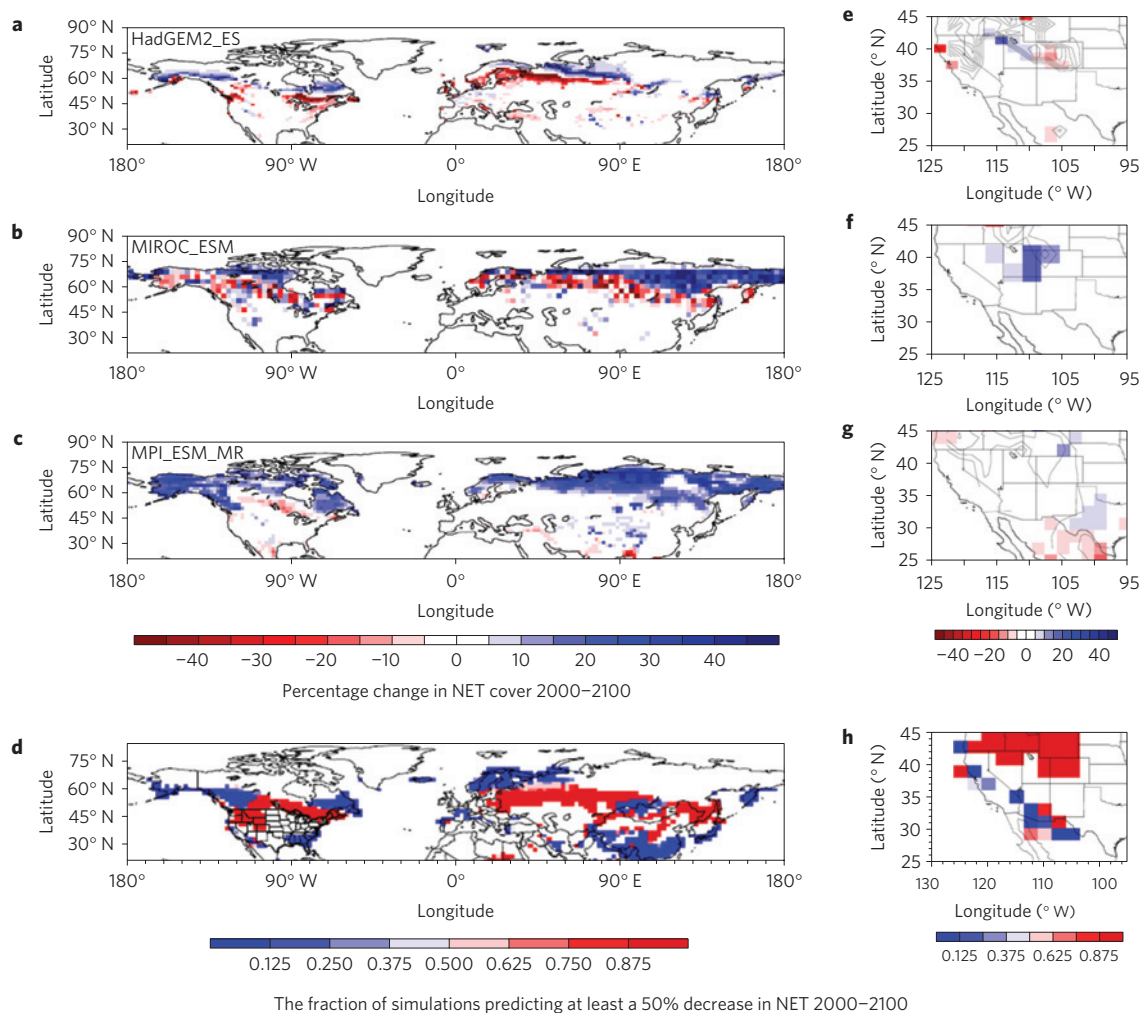 a
HadGEM2_ES
90° N
75° N
60° N
45° N
30° N
Latitude
180°
90° W
0°
90° E
180°
Longitude
e
45
40
35
30
25
Latitude (° N)
125
115
105
95
Longitude (° W)
b
MIROC_ESM
90° N
75° N
60° N
45° N
30° N
Latitude
180°
90° W
0°
90° E
180°
Longitude
f
45
40
35
30
25
Latitude (° N)
125
115
105
95
Longitude (° W)
c
MPI_ESM_MR
90° N
75° N
60° N
45° N
30° N
Latitude
180°
90° W
0°
90° E
180°
Longitude
−40 −30 −20 −10 0 10 20 30 40
Percentage change in NET cover 2000−2100
g
45
40
35
30
25
Latitude (° N)
125
115
105
95
Longitude (° W)
−40 −20 0 20 40
d
90° N
75° N
60° N
45° N
30° N
Latitude
180°
90° W
0°
90° E
180°
Longitude
0.125 0.250 0.375 0.500 0.625 0.750 0.875
h
45
40
35
30
25
Latitude (° N)
130
120
110
100
Longitude (° W)
0.125 0.375 0.625 0.875
The fraction of simulations predicting at least a 50% decrease in NET 2000−2100